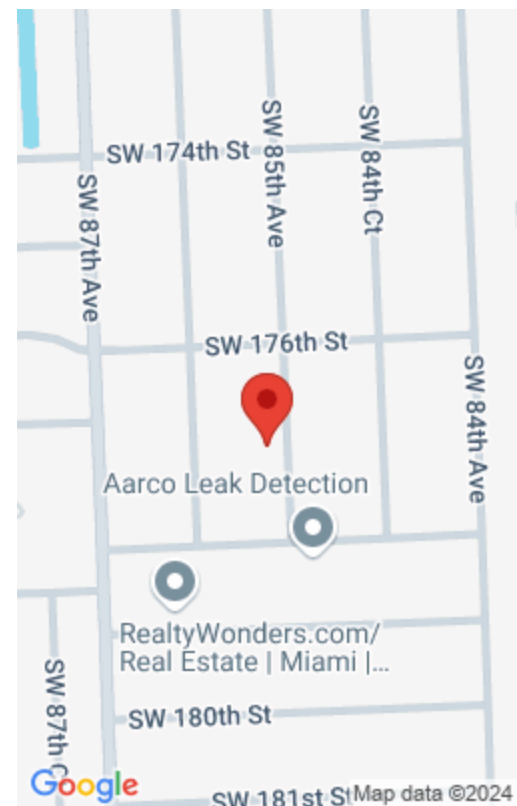 SW 174th St
SW 85th Ave
SW 84th Ct
SW 87th Ave
SW 176th St
SW 84th Ave
Aarco Leak Detection
RealtyWonders.com/
Real Estate | Miami |...
SW 87th C
SW 180th St
Google
SW 181st St
Map data ©2024